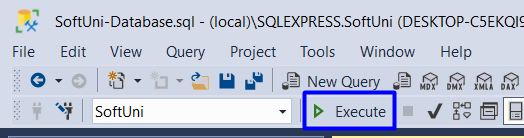 SoftUni-Database.sql - (local)\SQLEXPRESS.SoftUni (DESKTOP-C5EKQI9
File Edit View Query Project Tools Window Help
New Query MDX DMX XMLA DAX
SoftUni Execute